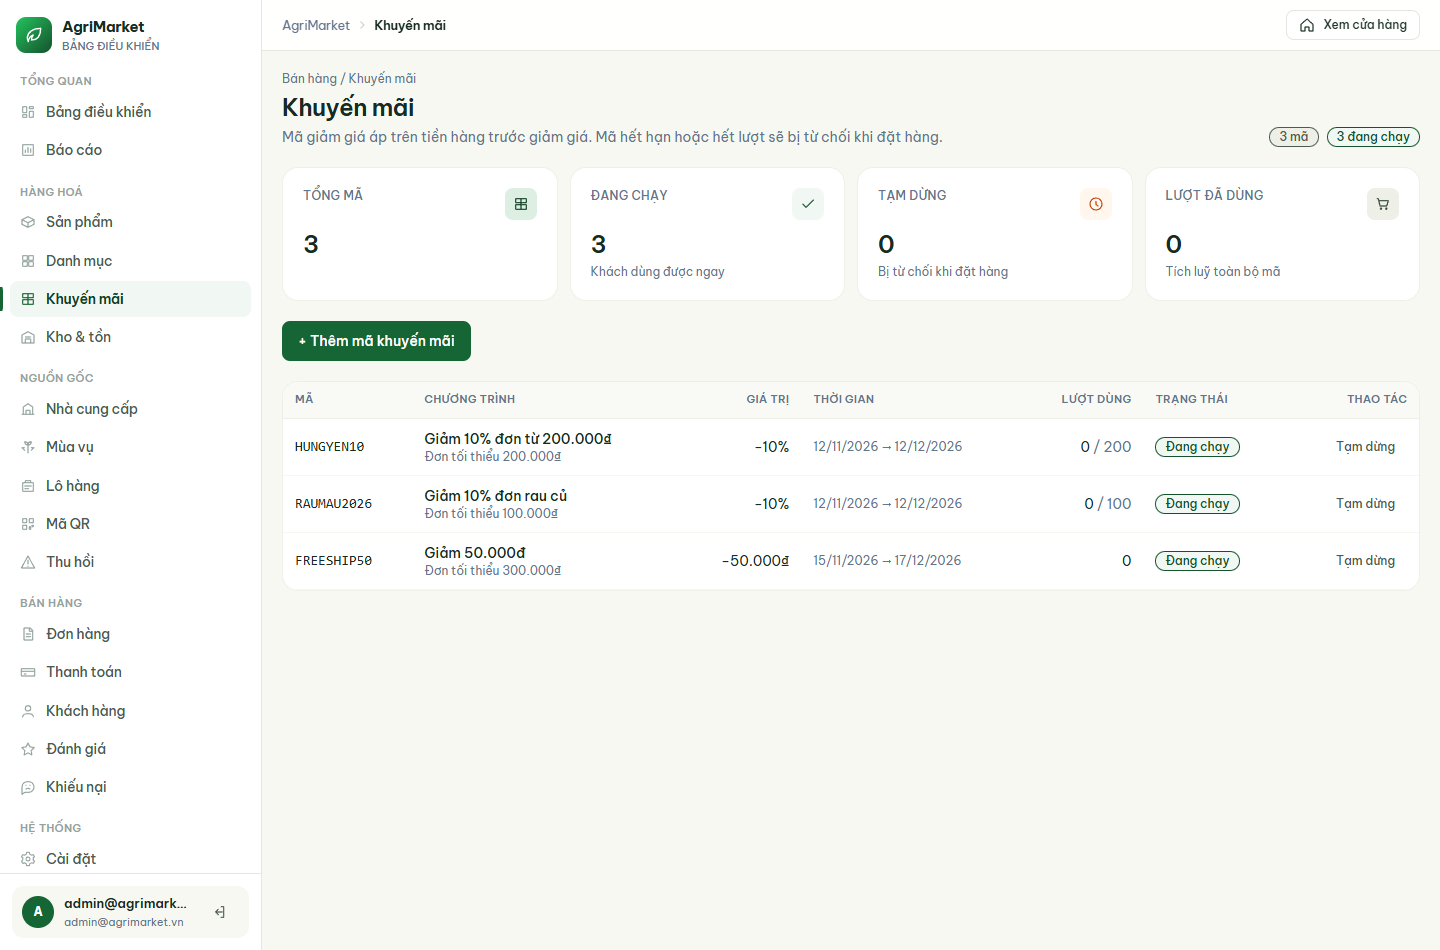 AgriMarket
BẢNG ĐIỀU KHIỂN
TỔNG QUAN
Bảng điều khiển
Báo cáo
HÀNG HOÁ
Sản phẩm
Danh mục
Khuyến mãi
Kho & tồn
NGUỒN GỐC
Nhà cung cấp
Mùa vụ
Lô hàng
Mã QR
Thu hồi
BÁN HÀNG
Đơn hàng
Thanh toán
Khách hàng
Đánh giá
Khiếu nại
HỆ THỐNG
Cài đặt
A
admin@agrimark...
admin@agrimarket.vn
AgriMarket > Khuyến mãi
Xem cửa hàng
Bán hàng / Khuyến mãi
Khuyến mãi
Mã giảm giá áp trên tiền hàng trước giảm giá. Mã hết hạn hoặc hết lượt sẽ bị từ chối khi đặt hàng.
3 mã
3 đang chạy
TỔNG MÃ
3
ĐANG CHẠY
3
Khách dùng được ngay
TẠM DỪNG
0
Bị từ chối khi đặt hàng
LƯỢT ĐÃ DÙNG
0
Tích luỹ toàn bộ mã
+ Thêm mã khuyến mãi
MÃ CHƯƠNG TRÌNH GIÁ TRỊ THỜI GIAN LƯỢT DÙNG TRẠNG THÁI THAO TÁC
HUNGYEN10 Giảm 10% đơn từ 200.000₫ -10% 12/11/2026 → 12/12/2026 0 / 200 Đang chạy Tạm dừng
Đơn tối thiểu 200.000₫
RAUMAU2026 Giảm 10% đơn rau củ -10% 12/11/2026 → 12/12/2026 0 / 100 Đang chạy Tạm dừng
Đơn tối thiểu 100.000₫
FREESHIP50 Giảm 50.000đ -50.000₫ 15/11/2026 → 17/12/2026 0 Đang chạy Tạm dừng
Đơn tối thiểu 300.000₫